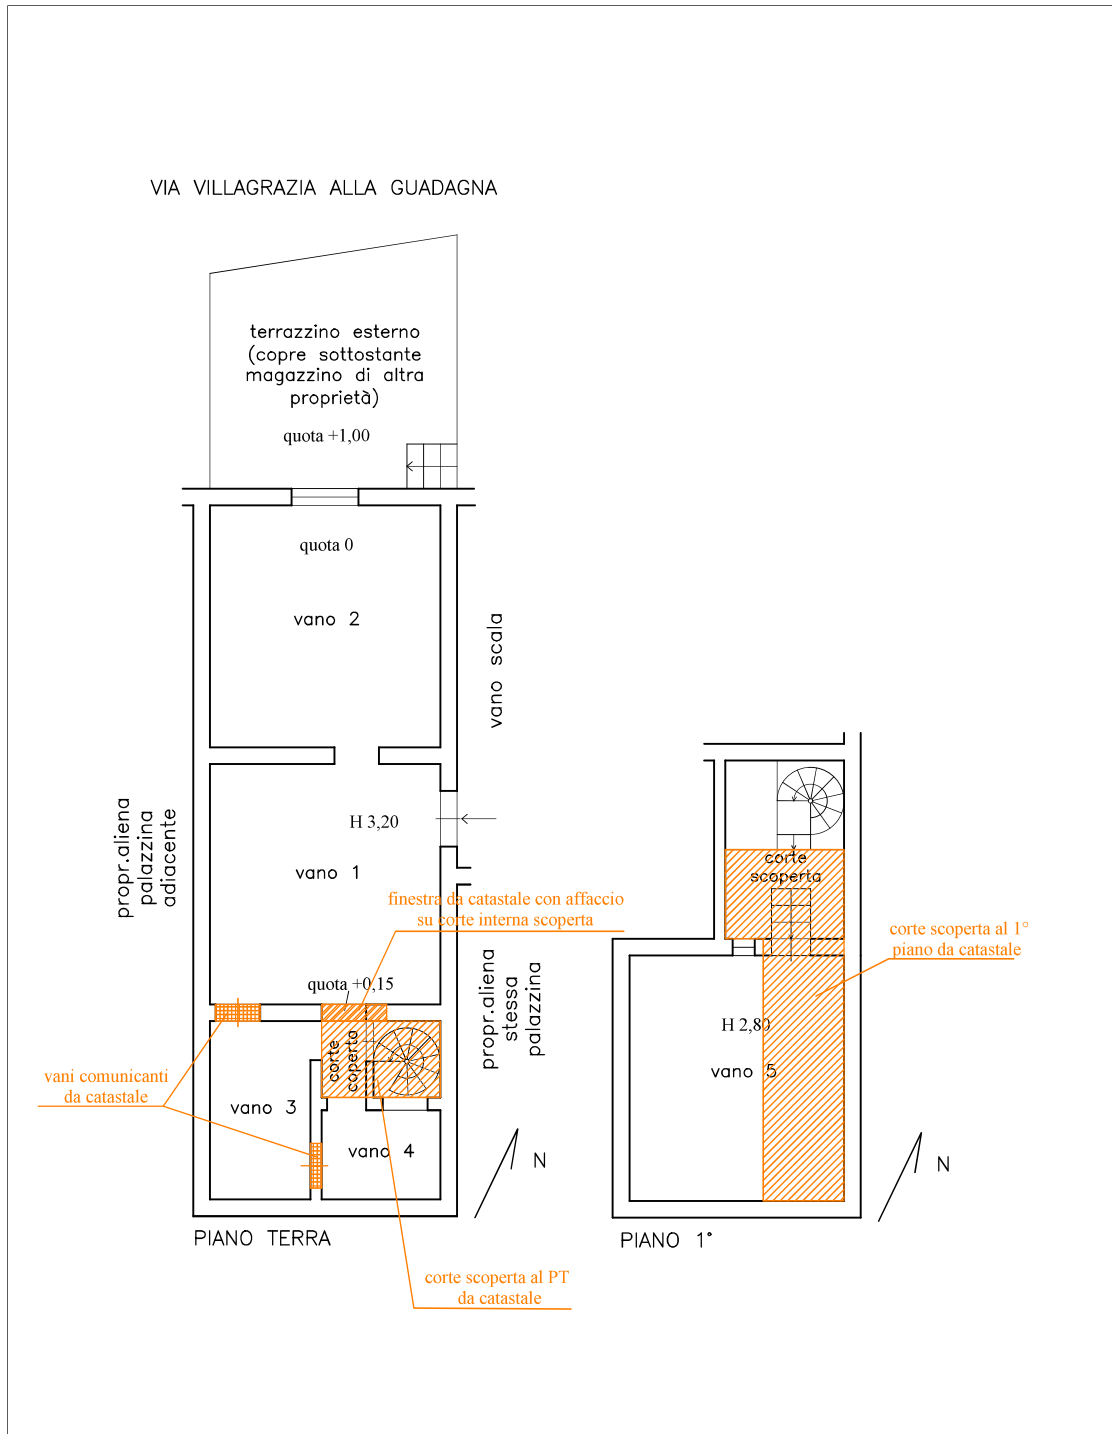 VIA VILLAGRAZIA ALLA GUADAGNA
terrazzino esterno
(copre sottostante
magazzino di altra
proprietà)
quota +1,00
quota 0
vano 2
vano scala
propr.aliena
palazzina
adiacente
H 3,20
vano 1
finestra da catastale con affaccio
su corte interna scoperta
quota +0,15
propr.aliena
stessa
palazzina
corte
coperta
vani comunicanti
da catastale
vano 3
vano 4
N
PIANO TERRA
corte scoperta al PT
da catastale
corte
scoperta
corte scoperta al 1°
piano da catastale
H 2,80
vano 5
N
PIANO 1°